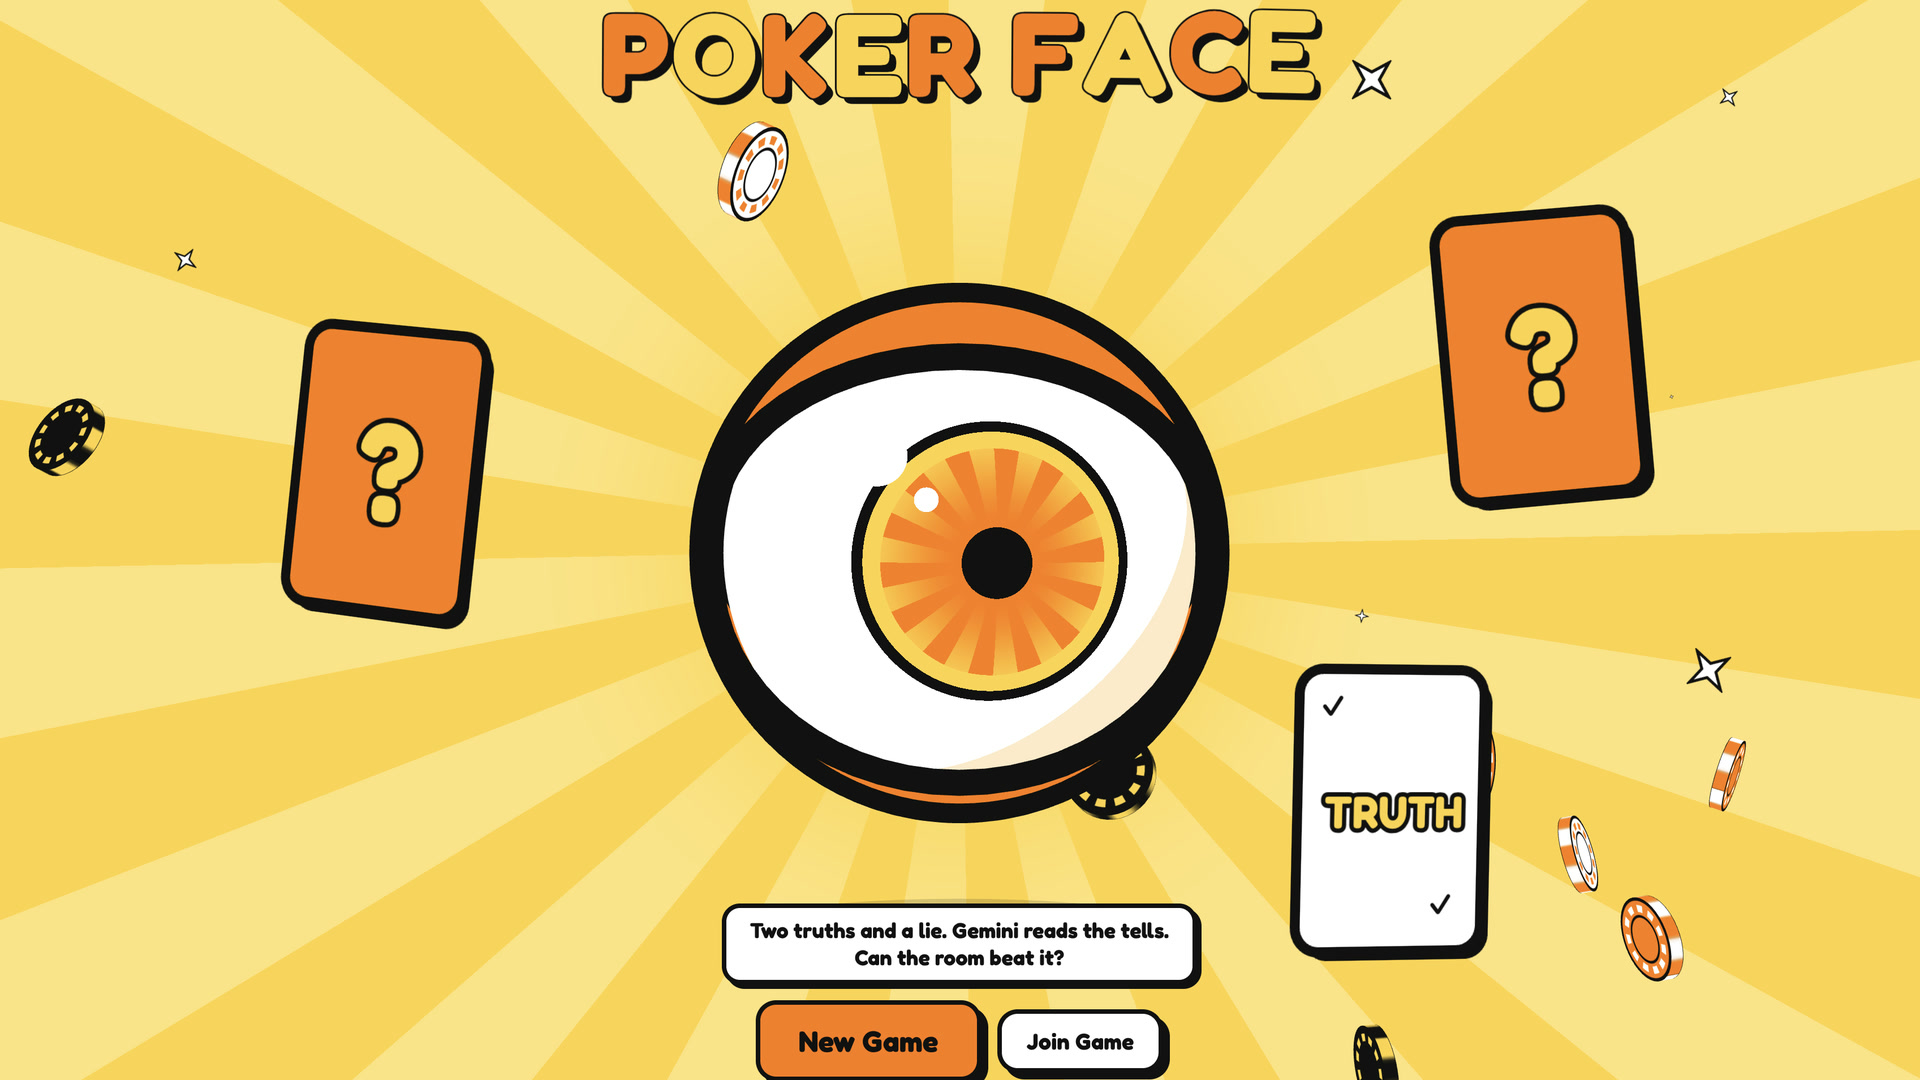 POKER FACE
?
?
TRUTH
Two truths and a lie. Gemini reads the tells.
Can the room beat it?
New Game
Join Game